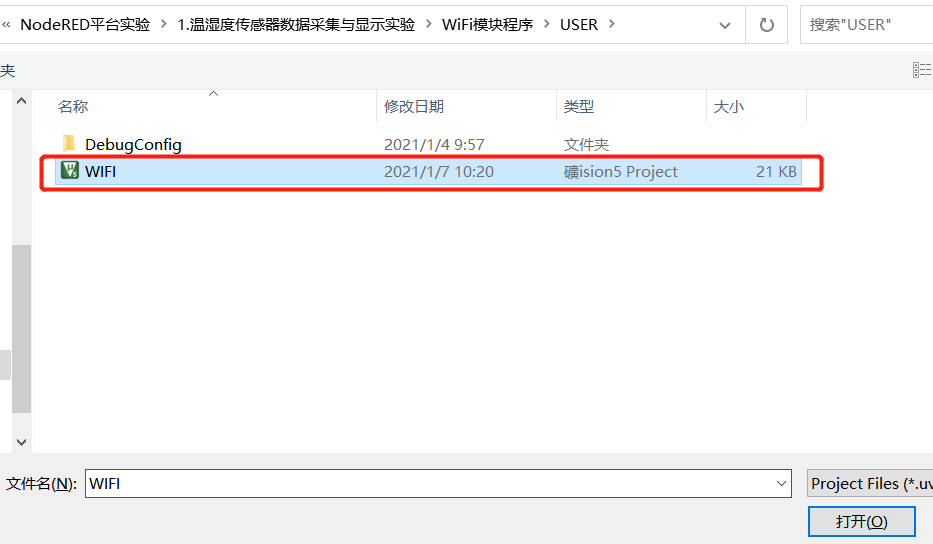 « NodeRED平台实验 › 1.温湿度传感器数据采集与显示实验 › WiFi模块程序 › USER › 搜索"USER"
夹
名称 修改日期 类型 大小
DebugConfig 2021/1/4 9:57 文件夹
WIFI 2021/1/7 10:20 礦ision5 Project 21 KB
文件名(N): WIFI Project Files (*.uv
打开(O)